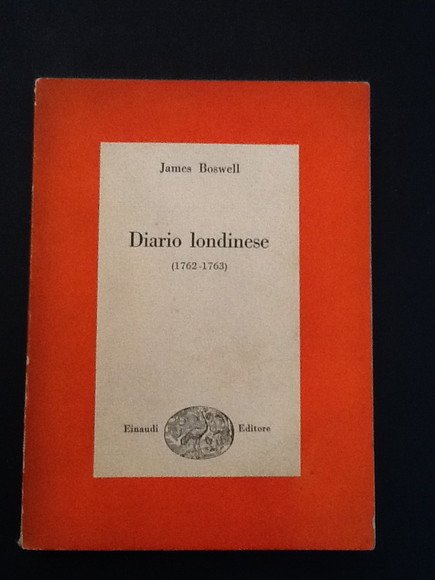 James Boswell
Diario londinese
(1762-1763)
Einaudi Editore